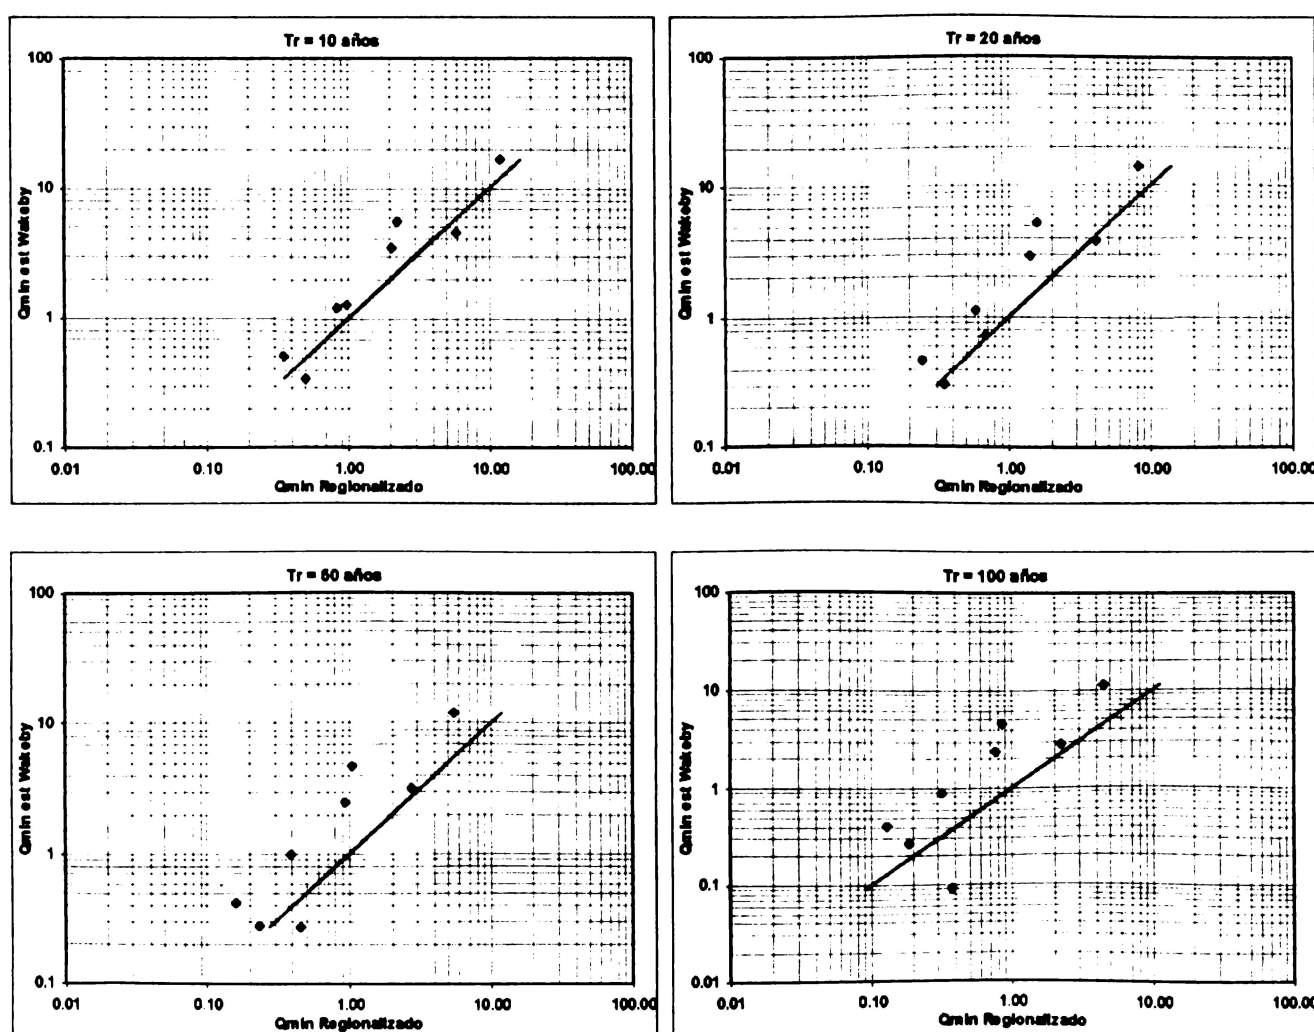 Tr = 10 años
100
10
1
0.1
Qmin est Wakeby
0.01 0.10 1.00 10.00 100.00
Qmin Regionalizado
Tr = 20 años
100
10
1
0.1
Qmin est Wakeby
0.01 0.10 1.00 10.00 100.00
Qmin Regionalizado
Tr = 50 años
100
10
1
0.1
Qmin est Wakeby
0.01 0.10 1.00 10.00 100.00
Qmin Regionalizado
Tr = 100 años
100
10
1
0.1
0.01
Qmin est Wakeby
0.01 0.10 1.00 10.00 100.00
Qmin Regionalizado